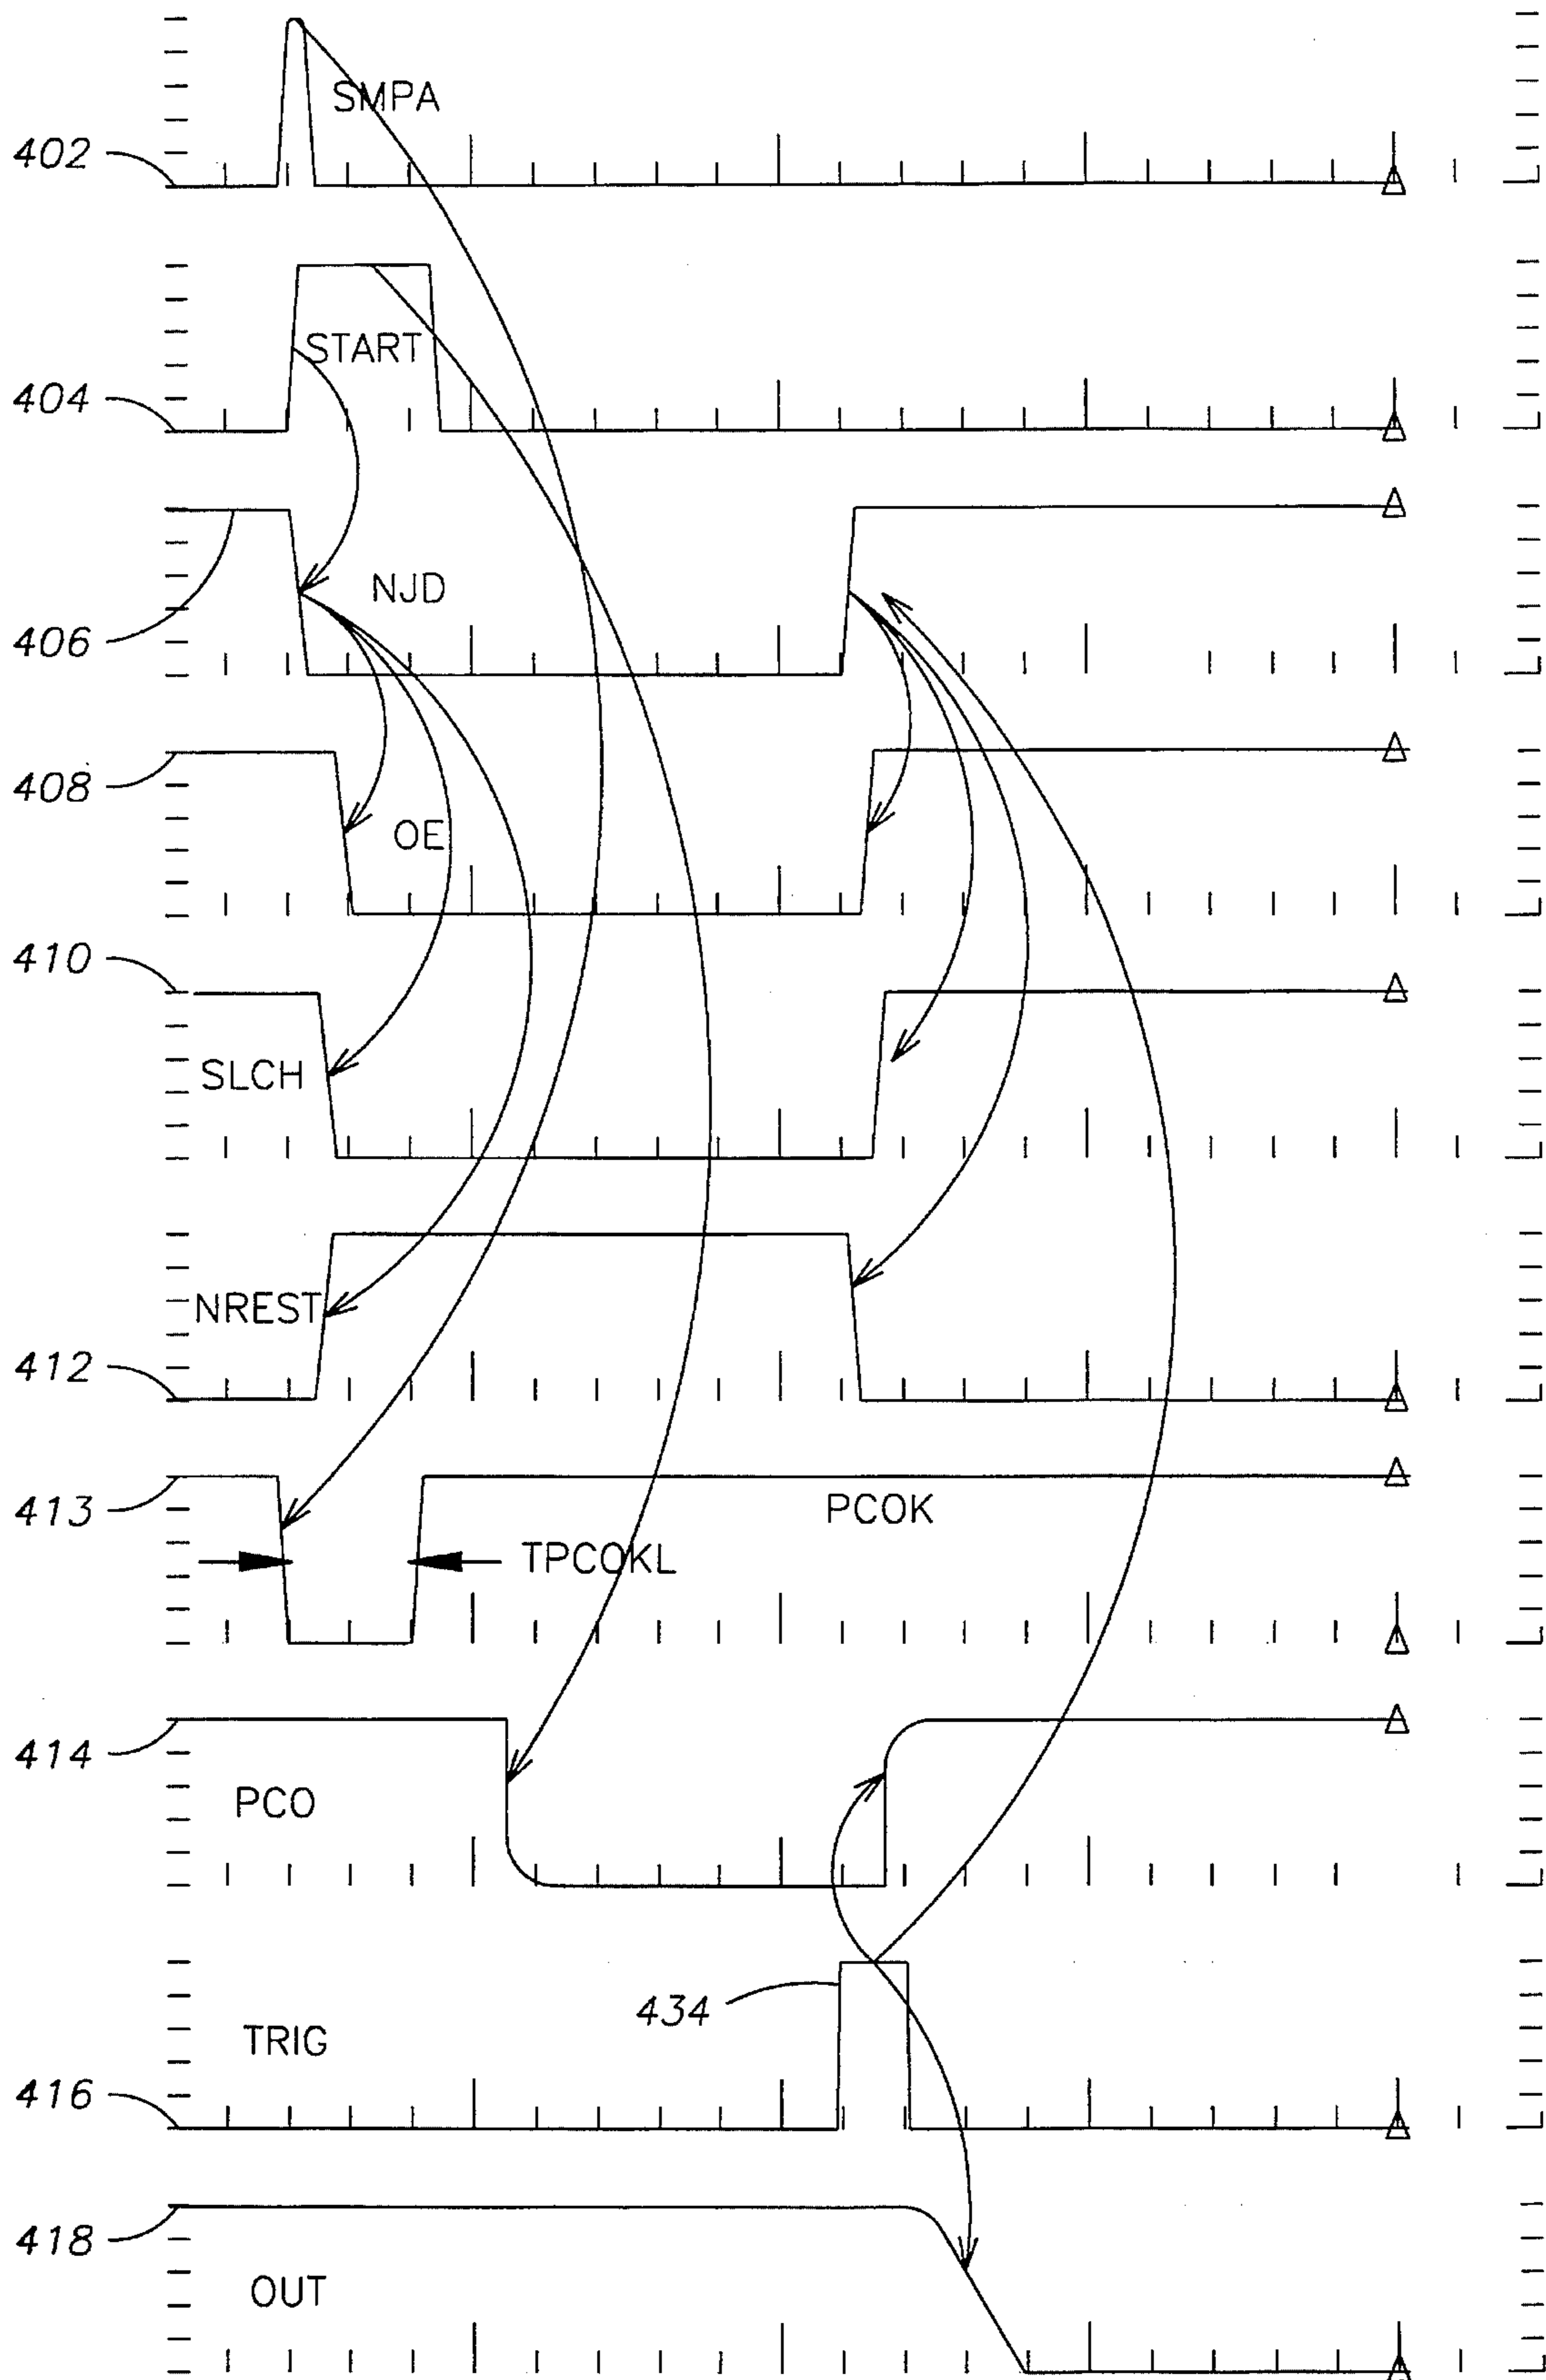 SMPA
402
START
404
NJD
406
408
OE
410
SLCH
NREST
412
413
PCOK
TPCOKL
414
PCO
434
TRIG
416
418
OUT